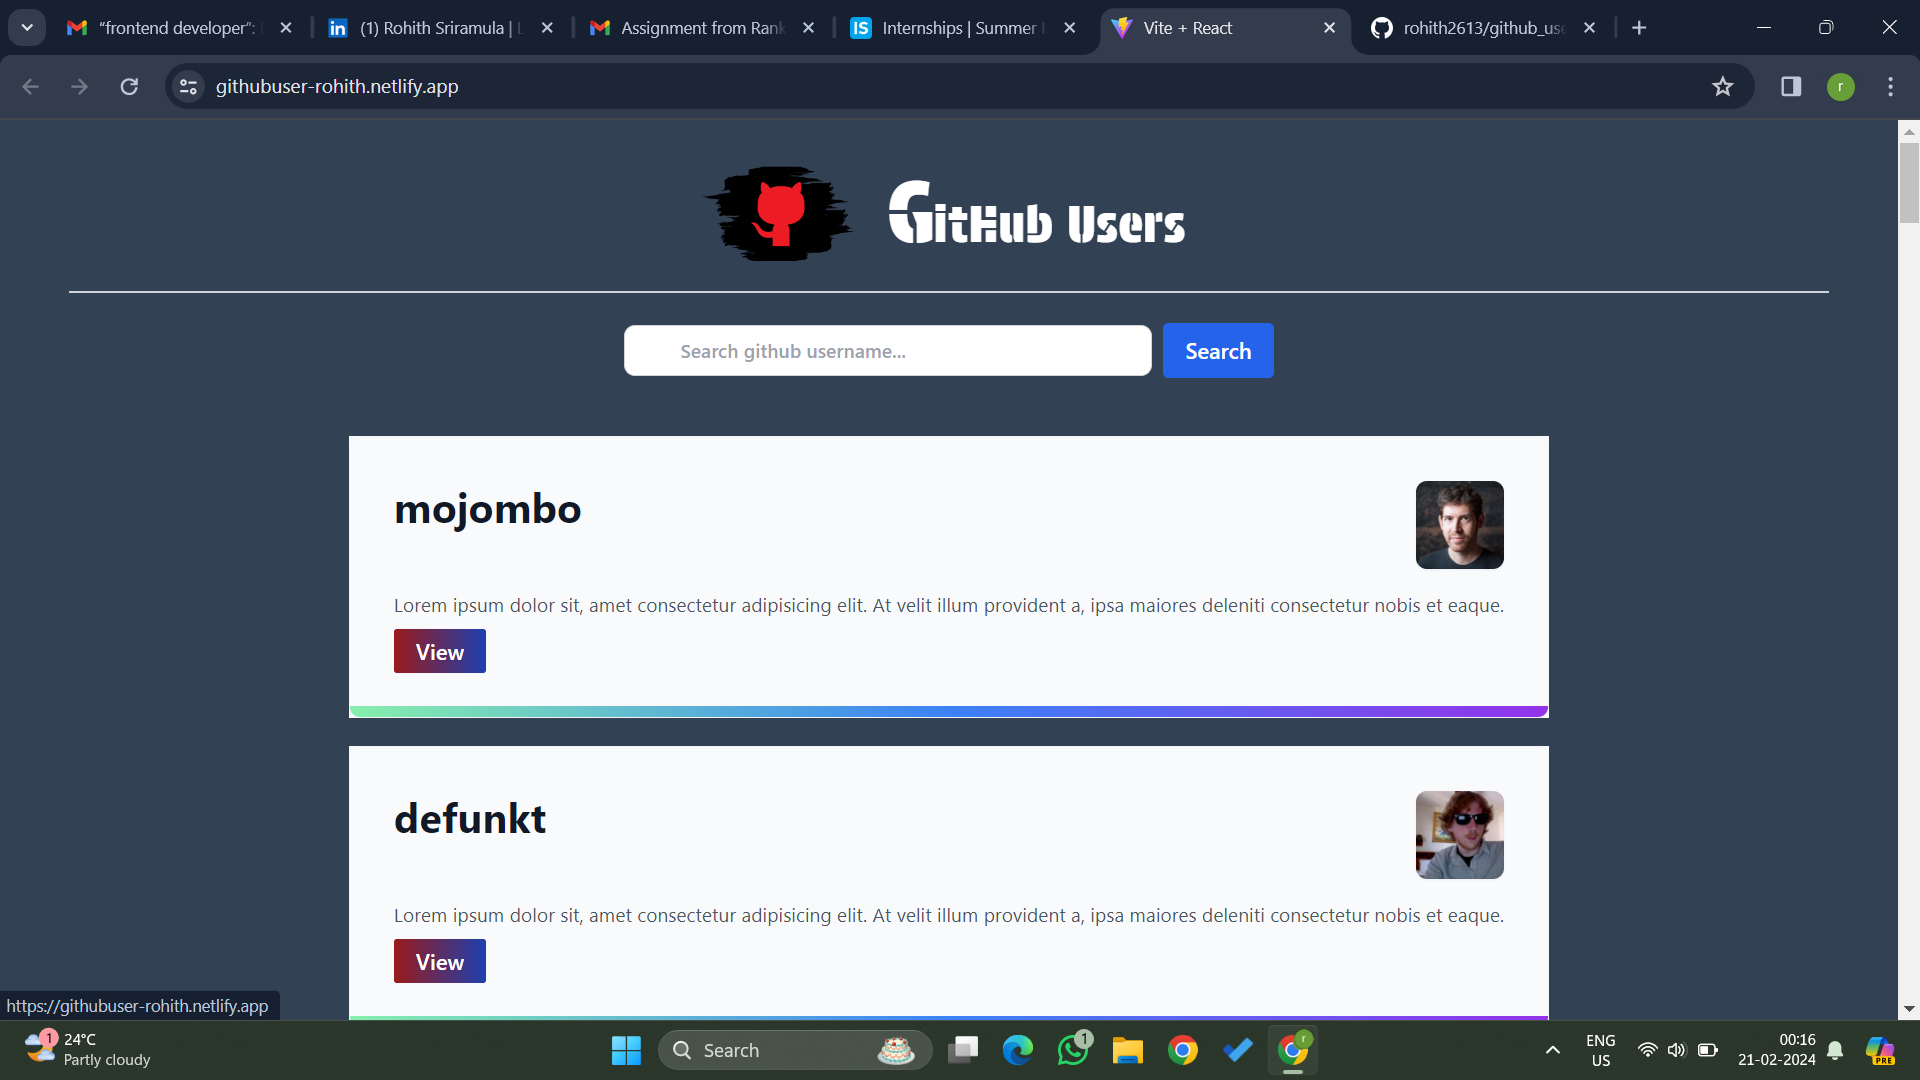 “frontend developer”:
(1) Rohith Sriramula | L
Assignment from Rank
IS
Internships | Summer I
Vite + React
rohith2613/github_use
githubuser-rohith.netlify.app
r
GitHub Users
Search github username...
Search
mojombo
Lorem ipsum dolor sit, amet consectetur adipisicing elit. At velit illum provident a, ipsa maiores deleniti consectetur nobis et eaque.
View
defunkt
Lorem ipsum dolor sit, amet consectetur adipisicing elit. At velit illum provident a, ipsa maiores deleniti consectetur nobis et eaque.
View
https://githubuser-rohith.netlify.app
1
24°C
Partly cloudy
Search
1
r
ENG
US
00:16
21-02-2024
PRE